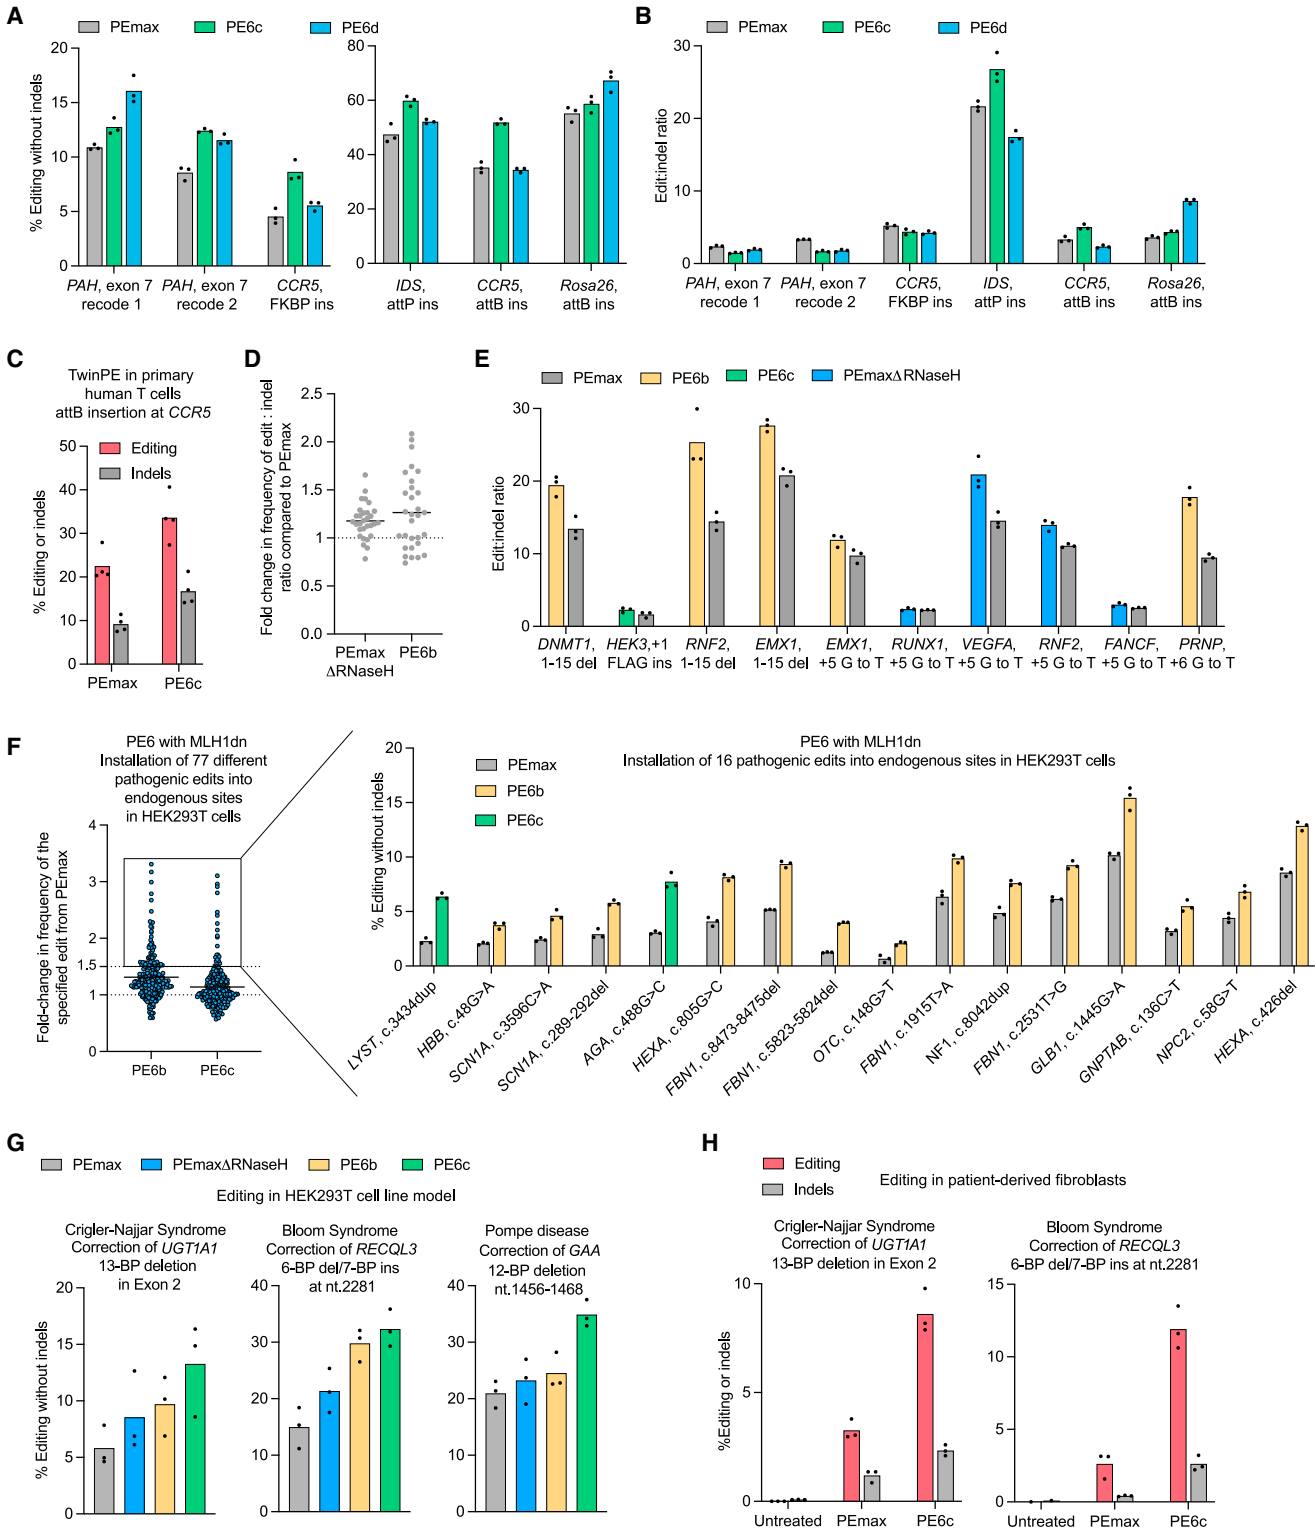 A
PEmax
PE6c
PE6d
% Editing without indels
20
15
10
5
0
80
60
40
20
0
PAH, exon 7
recode 1
PAH, exon 7
recode 2
CCR5,
FKBP ins
IDS,
attP ins
CCR5,
attB ins
Rosa26,
attB ins
B
PEmax
PE6c
PE6d
Edit:indel ratio
30
20
10
0
PAH, exon 7
recode 1
PAH, exon 7
recode 2
CCR5,
FKBP ins
IDS,
attP ins
CCR5,
attB ins
Rosa26,
attB ins
C
TwinPE in primary
human T cells
attB insertion at CCR5
Editing
Indels
% Editing or indels
50
40
30
20
10
0
PEmax
PE6c
D
Fold change in frequency of edit : indel
ratio compared to PEmax
2.5
2.0
1.5
1.0
0.5
0.0
PEmax
ΔRNaseH
PE6b
E
PEmax
PE6b
PE6c
PEmaxΔRNaseH
Edit:indel ratio
30
20
10
0
DNMT1,
1-15 del
HEK3,+1
FLAG ins
RNF2,
1-15 del
EMX1,
1-15 del
EMX1,
+5 G to T
RUNX1,
+5 G to T
VEGFA,
+5 G to T
RNF2,
+5 G to T
FANCF,
+5 G to T
PRNP,
+6 G to T
F
PE6 with MLH1dn
Installation of 77 different
pathogenic edits into
endogenous sites
in HEK293T cells
Fold-change in frequency of the
specified edit from PEmax
4
3
2
1.5
1
0
PE6b
PE6c
PE6 with MLH1dn
Installation of 16 pathogenic edits into endogenous sites in HEK293T cells
PEmax
PE6b
PE6c
% Editing without indels
20
15
10
5
0
LYST, c.3434dup
HBB, c.48G>A
SCN1A, c.3596C>A
SCN1A, c.289-292del
AGA, c.488G>C
HEXA, c.805G>C
FBN1, c.8473-8475del
FBN1, c.5823-5824del
OTC, c.148G>T
FBN1, c.1915T>A
NF1, c.8042dup
FBN1, c.2531T>G
GLB1, c.1445G>A
GNPTAB, c.136C>T
NPC2, c.58G>T
HEXA, c.426del
G
PEmax
PEmaxΔRNaseH
PE6b
PE6c
Editing in HEK293T cell line model
Crigler-Najjar Syndrome
Correction of UGT1A1
13-BP deletion
in Exon 2
% Editing without indels
20
15
10
5
0
Bloom Syndrome
Correction of RECQL3
6-BP del/7-BP ins
at nt.2281
40
30
20
10
0
Pompe disease
Correction of GAA
12-BP deletion
nt.1456-1468
40
30
20
10
0
H
Editing
Indels
Editing in patient-derived fibroblasts
Crigler-Najjar Syndrome
Correction of UGT1A1
13-BP deletion in Exon 2
%Editing or indels
10
5
0
Untreated
PEmax
PE6c
Bloom Syndrome
Correction of RECQL3
6-BP del/7-BP ins at nt.2281
15
10
5
0
Untreated
PEmax
PE6c